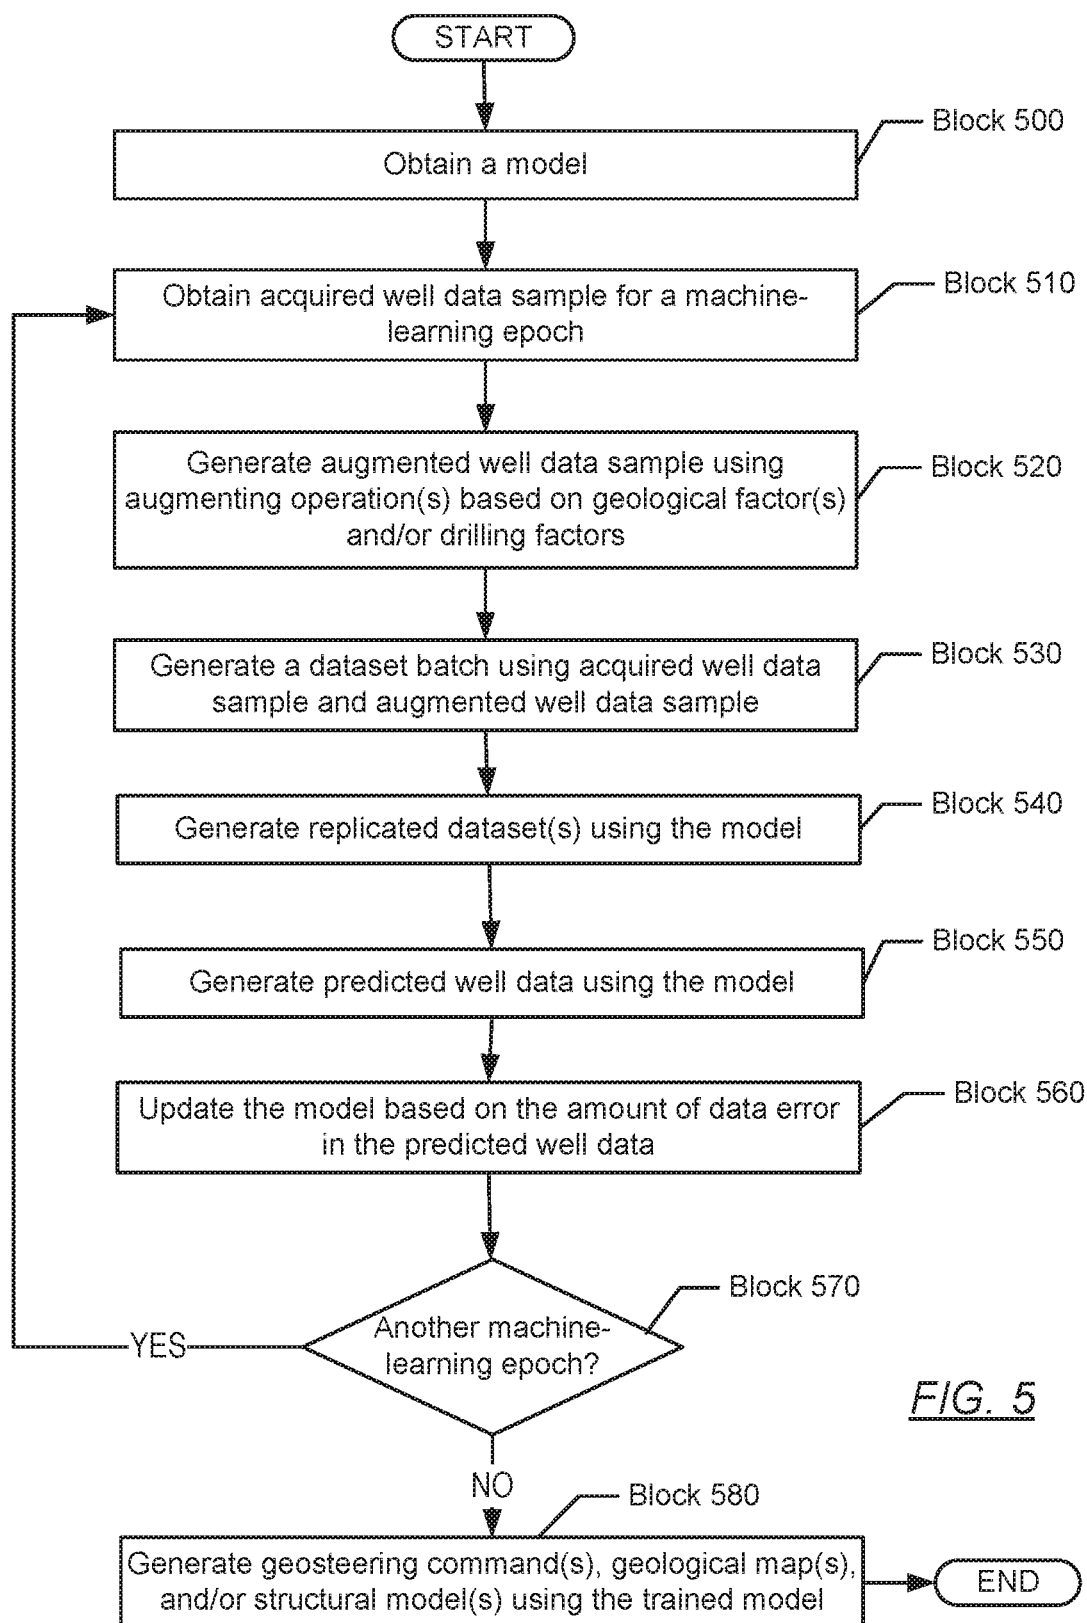 START
Block 500
Obtain a model
Block 510
Obtain acquired well data sample for a machine-
learning epoch
Block 520
Generate augmented well data sample using
augmenting operation(s) based on geological factor(s)
and/or drilling factors
Block 530
Generate a dataset batch using acquired well data
sample and augmented well data sample
Block 540
Generate replicated dataset(s) using the model
Block 550
Generate predicted well data using the model
Block 560
Update the model based on the amount of data error
in the predicted well data
Block 570
Another machine-
learning epoch?
YES
FIG. 5
NO
Block 580
Generate geosteering command(s), geological map(s),
and/or structural model(s) using the trained model
END